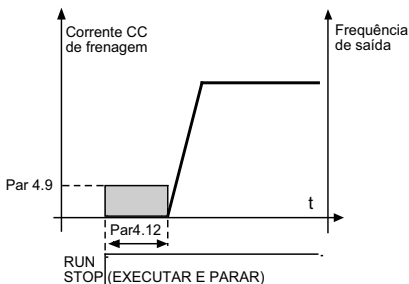 Corrente CC
de frenagem
Frequência
de saída
Par 4.9
t
Par4.12
RUN
STOP (EXECUTAR E PARAR)